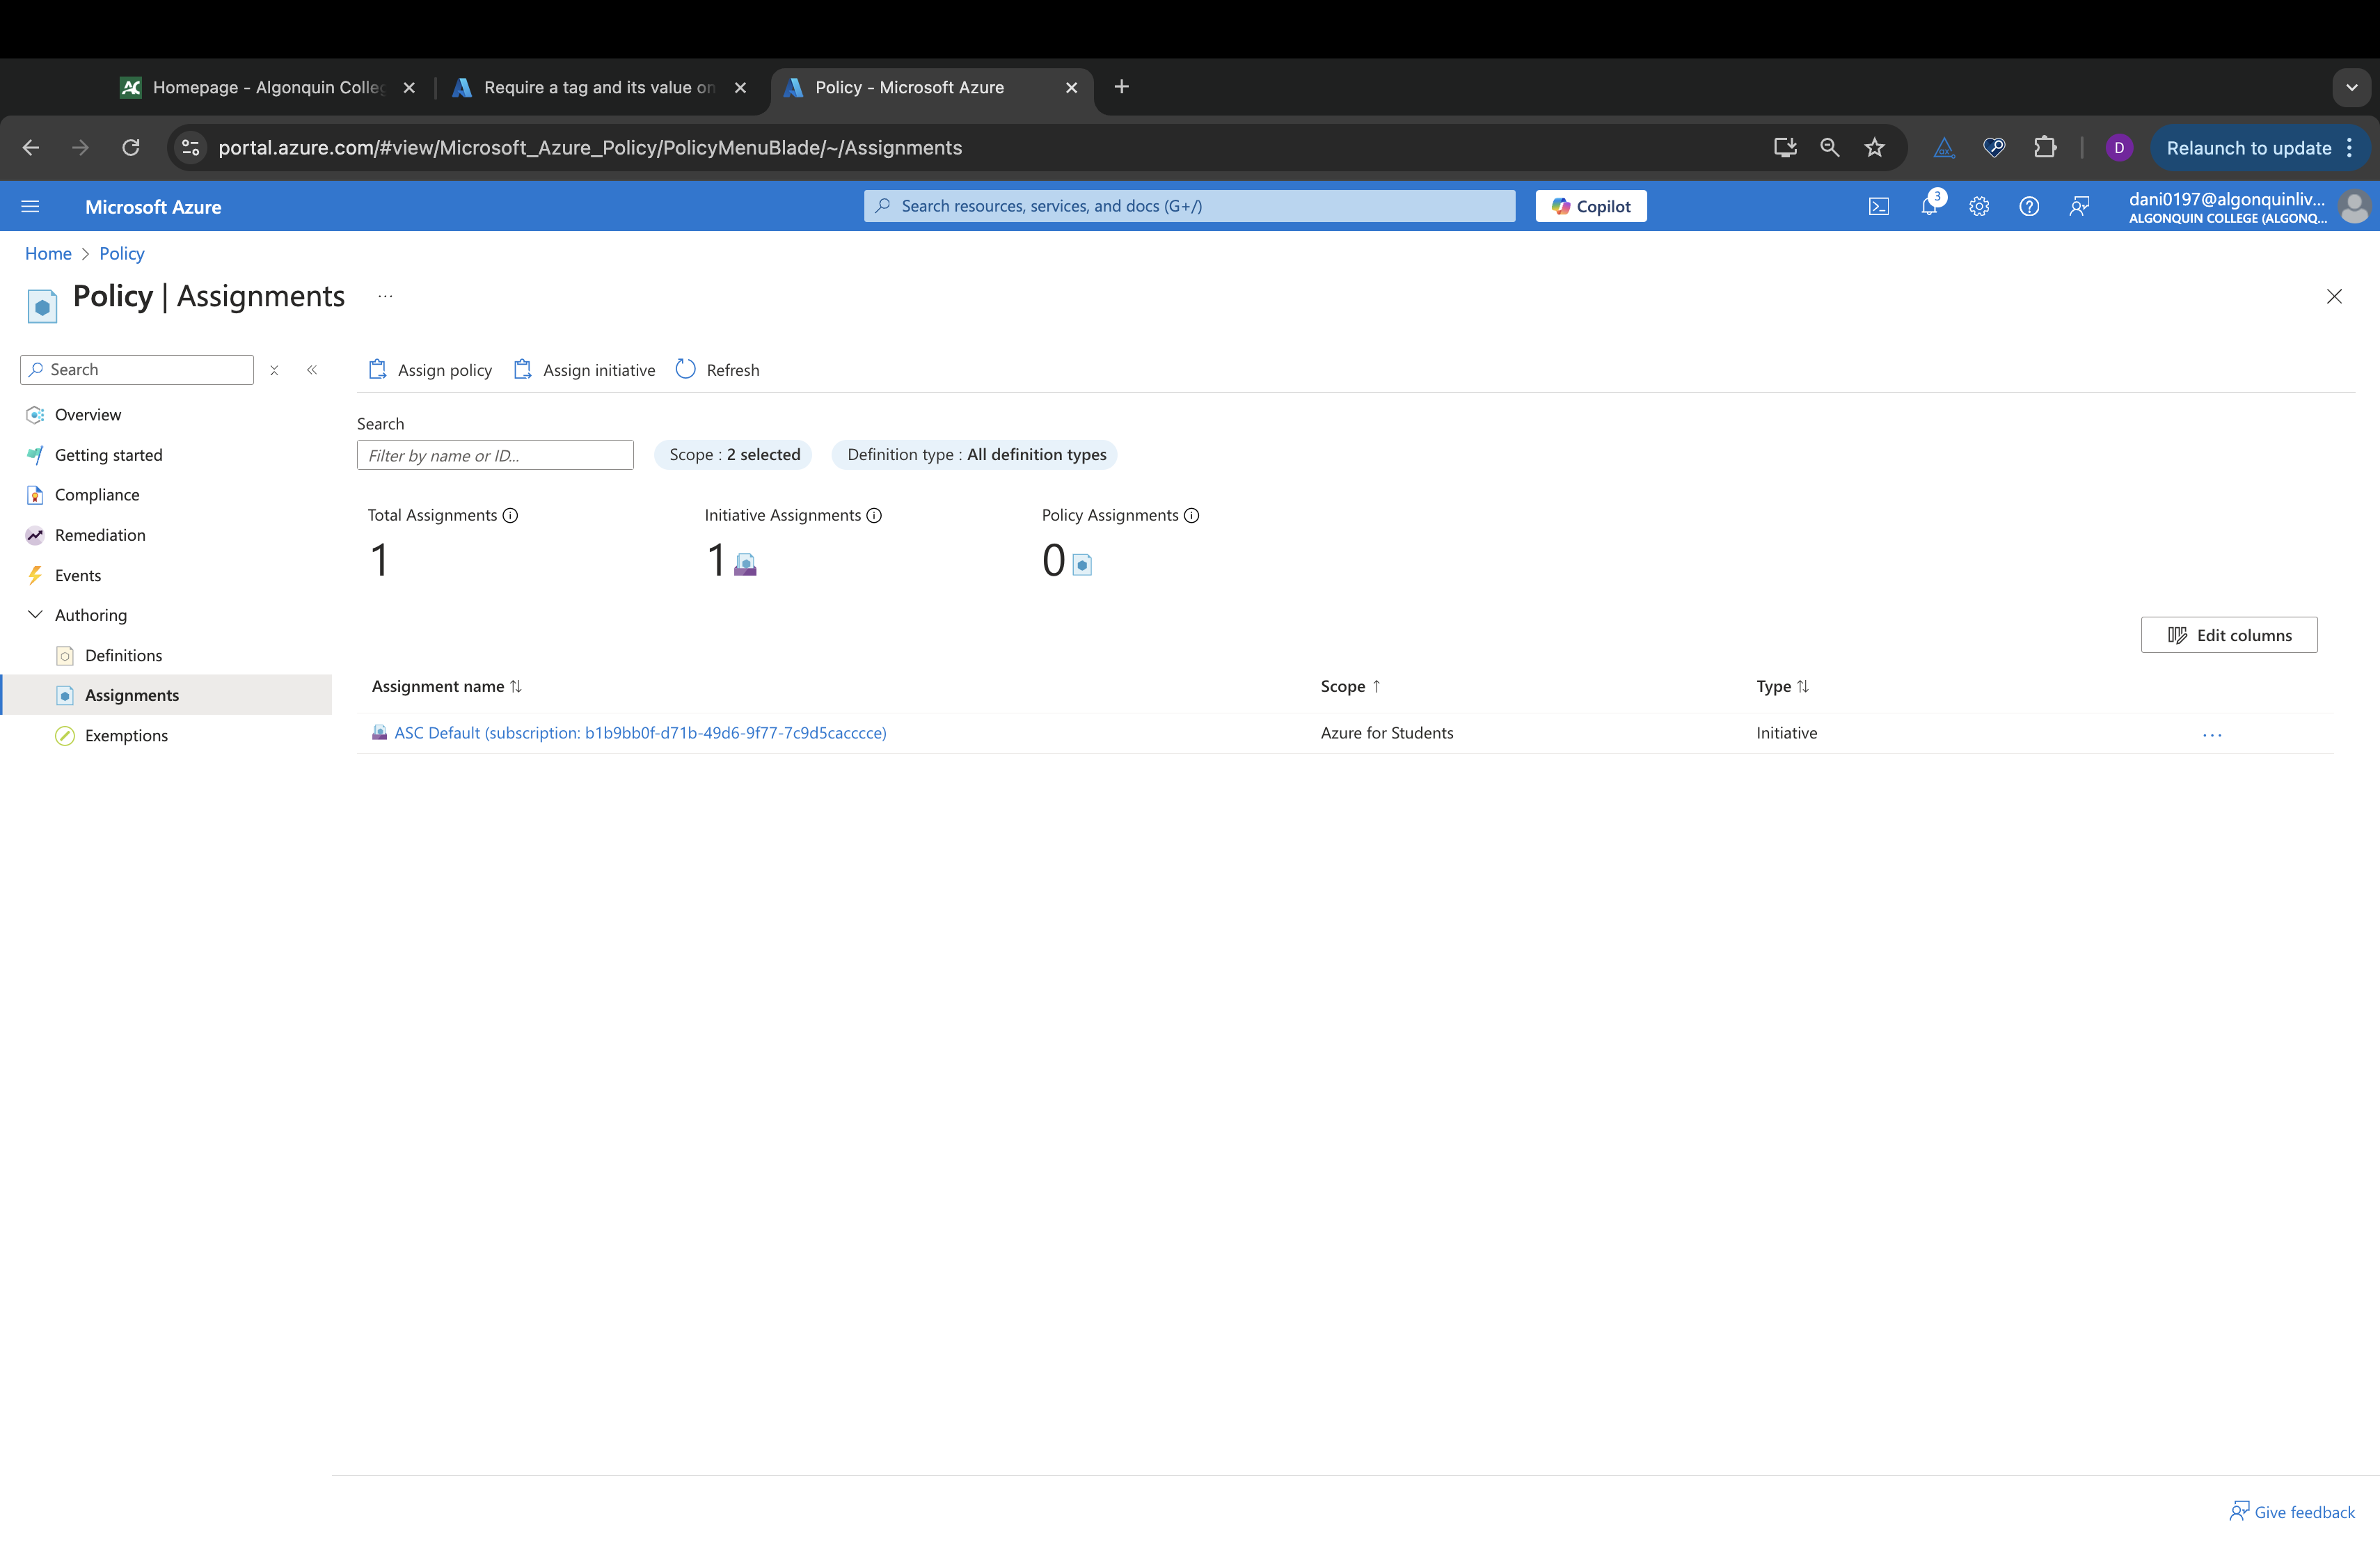 Homepage - Algonquin Colleg
Require a tag and its value on
Policy - Microsoft Azure
portal.azure.com/#view/Microsoft_Azure_Policy/PolicyMenuBlade/~/Assignments
D
Relaunch to update
Microsoft Azure
Search resources, services, and docs (G+/)
Copilot
3
dani0197@algonquinliv...
ALGONQUIN COLLEGE (ALGONQ...
Home > Policy
Policy | Assignments
...
Search
Assign policy
Assign initiative
Refresh
Overview
Getting started
Compliance
Remediation
Events
Authoring
Definitions
Assignments
Exemptions
Search
Filter by name or ID...
Scope : 2 selected
Definition type : All definition types
Total Assignments
1
Initiative Assignments
1
Policy Assignments
0
Edit columns
Assignment name
Scope
Type
ASC Default (subscription: b1b9bb0f-d71b-49d6-9f77-7c9d5cacccce)
Azure for Students
Initiative
...
Give feedback